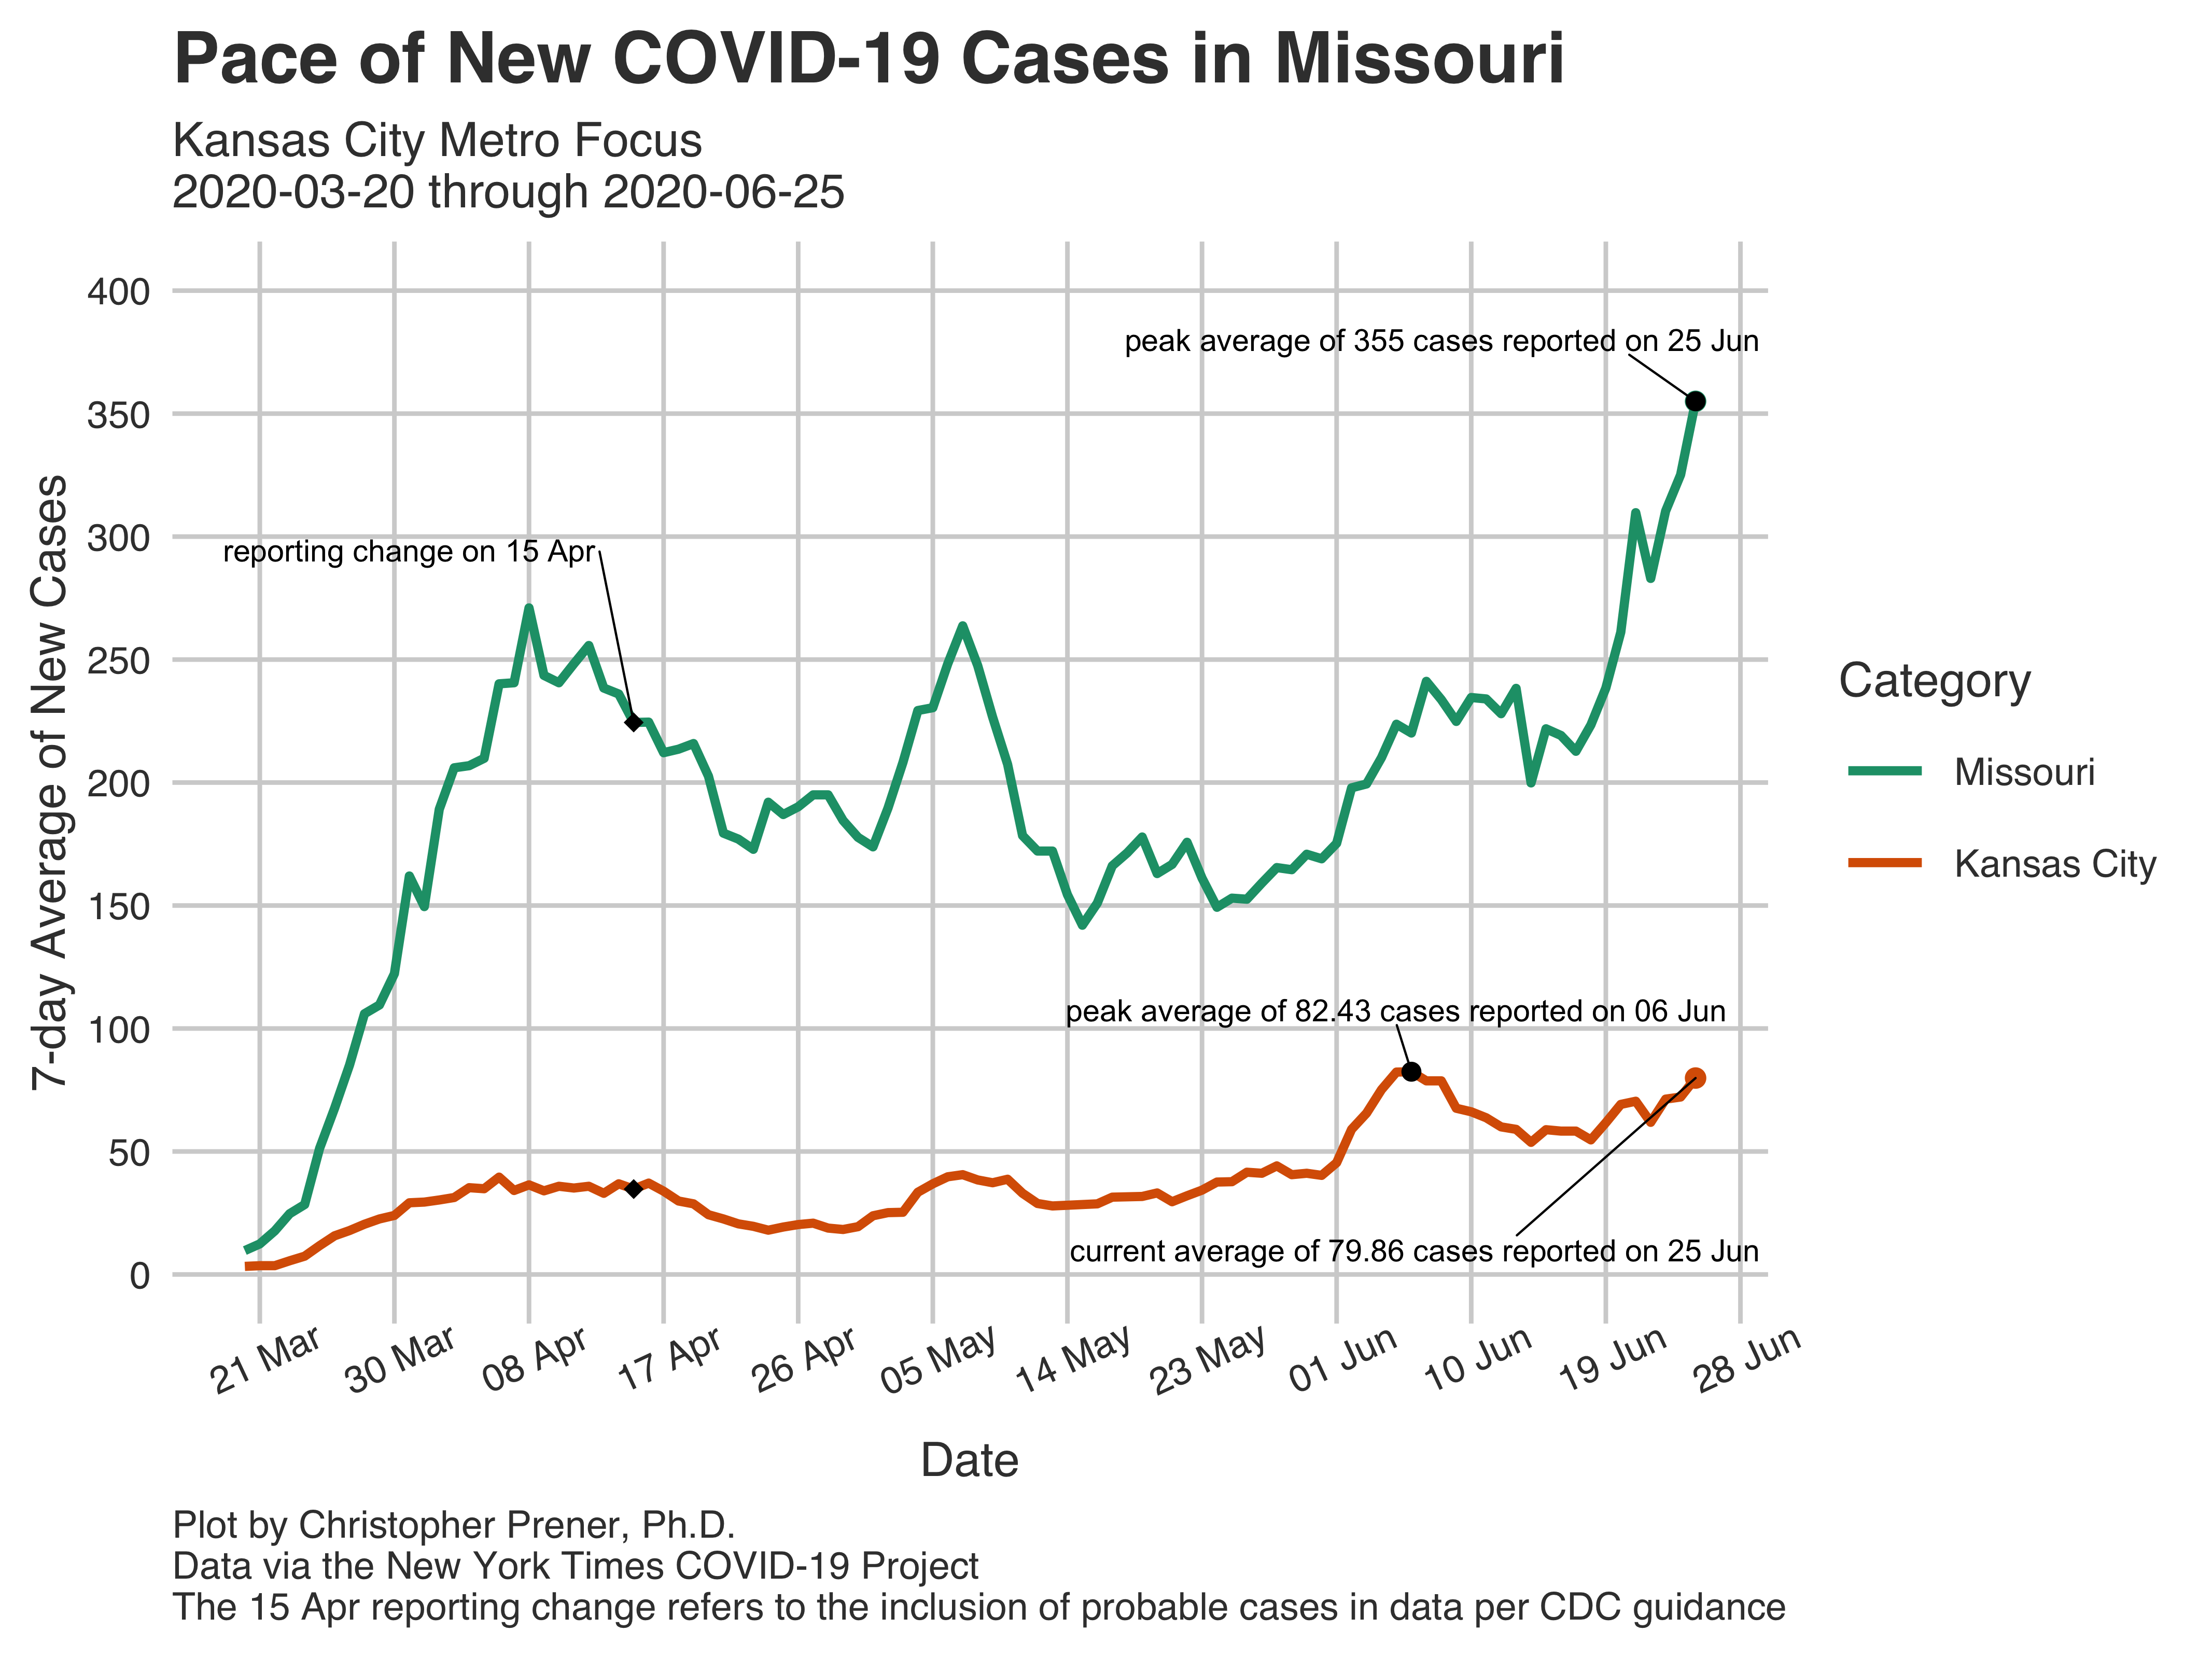 Pace of New COVID-19 Cases in Missouri
Kansas City Metro Focus
2020-03-20 through 2020-06-25
7-day Average of New Cases
400
350
300
250
200
150
100
50
0
peak average of 355 cases reported on 25 Jun
reporting change on 15 Apr
peak average of 82.43 cases reported on 06 Jun
current average of 79.86 cases reported on 25 Jun
21 Mar
30 Mar
08 Apr
17 Apr
26 Apr
05 May
14 May
23 May
01 Jun
10 Jun
19 Jun
28 Jun
Date
Category
Missouri
Kansas City
Plot by Christopher Prener, Ph.D.
Data via the New York Times COVID-19 Project
The 15 Apr reporting change refers to the inclusion of probable cases in data per CDC guidance